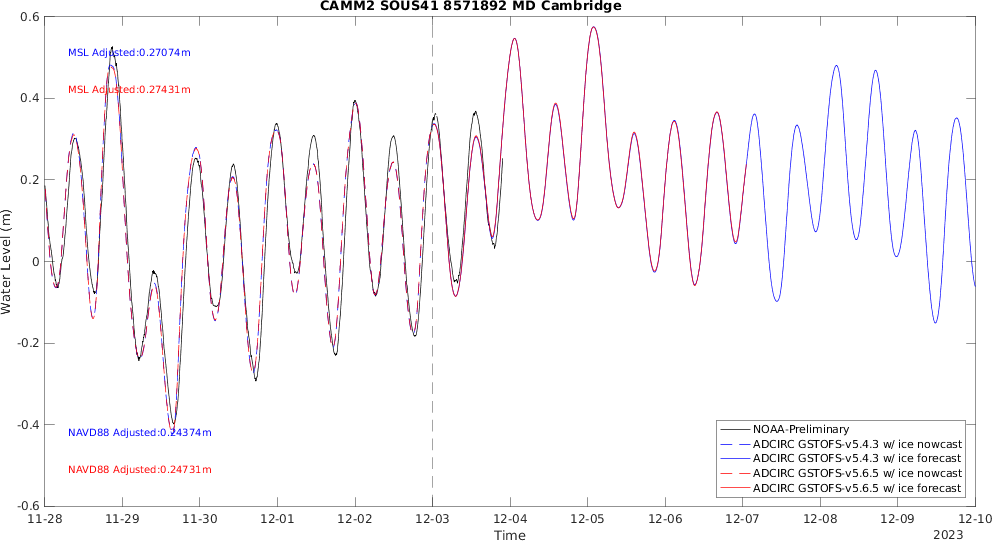 CAMM2 SOUS41 8571892 MD Cambridge
0.6
0.4
0.2
0
-0.2
-0.4
-0.6
Water Level (m)
MSL Adjusted:0.27074m
MSL Adjusted:0.27431m
NAVD88 Adjusted:0.24374m
NAVD88 Adjusted:0.24731m
NOAA-Preliminary
ADCIRC GSTOFS-v5.4.3 w/ ice nowcast
ADCIRC GSTOFS-v5.4.3 w/ ice forecast
ADCIRC GSTOFS-v5.6.5 w/ ice nowcast
ADCIRC GSTOFS-v5.6.5 w/ ice forecast
11-28 11-29 11-30 12-01 12-02 12-03 12-04 12-05 12-06 12-07 12-08 12-09 12-10
Time
2023